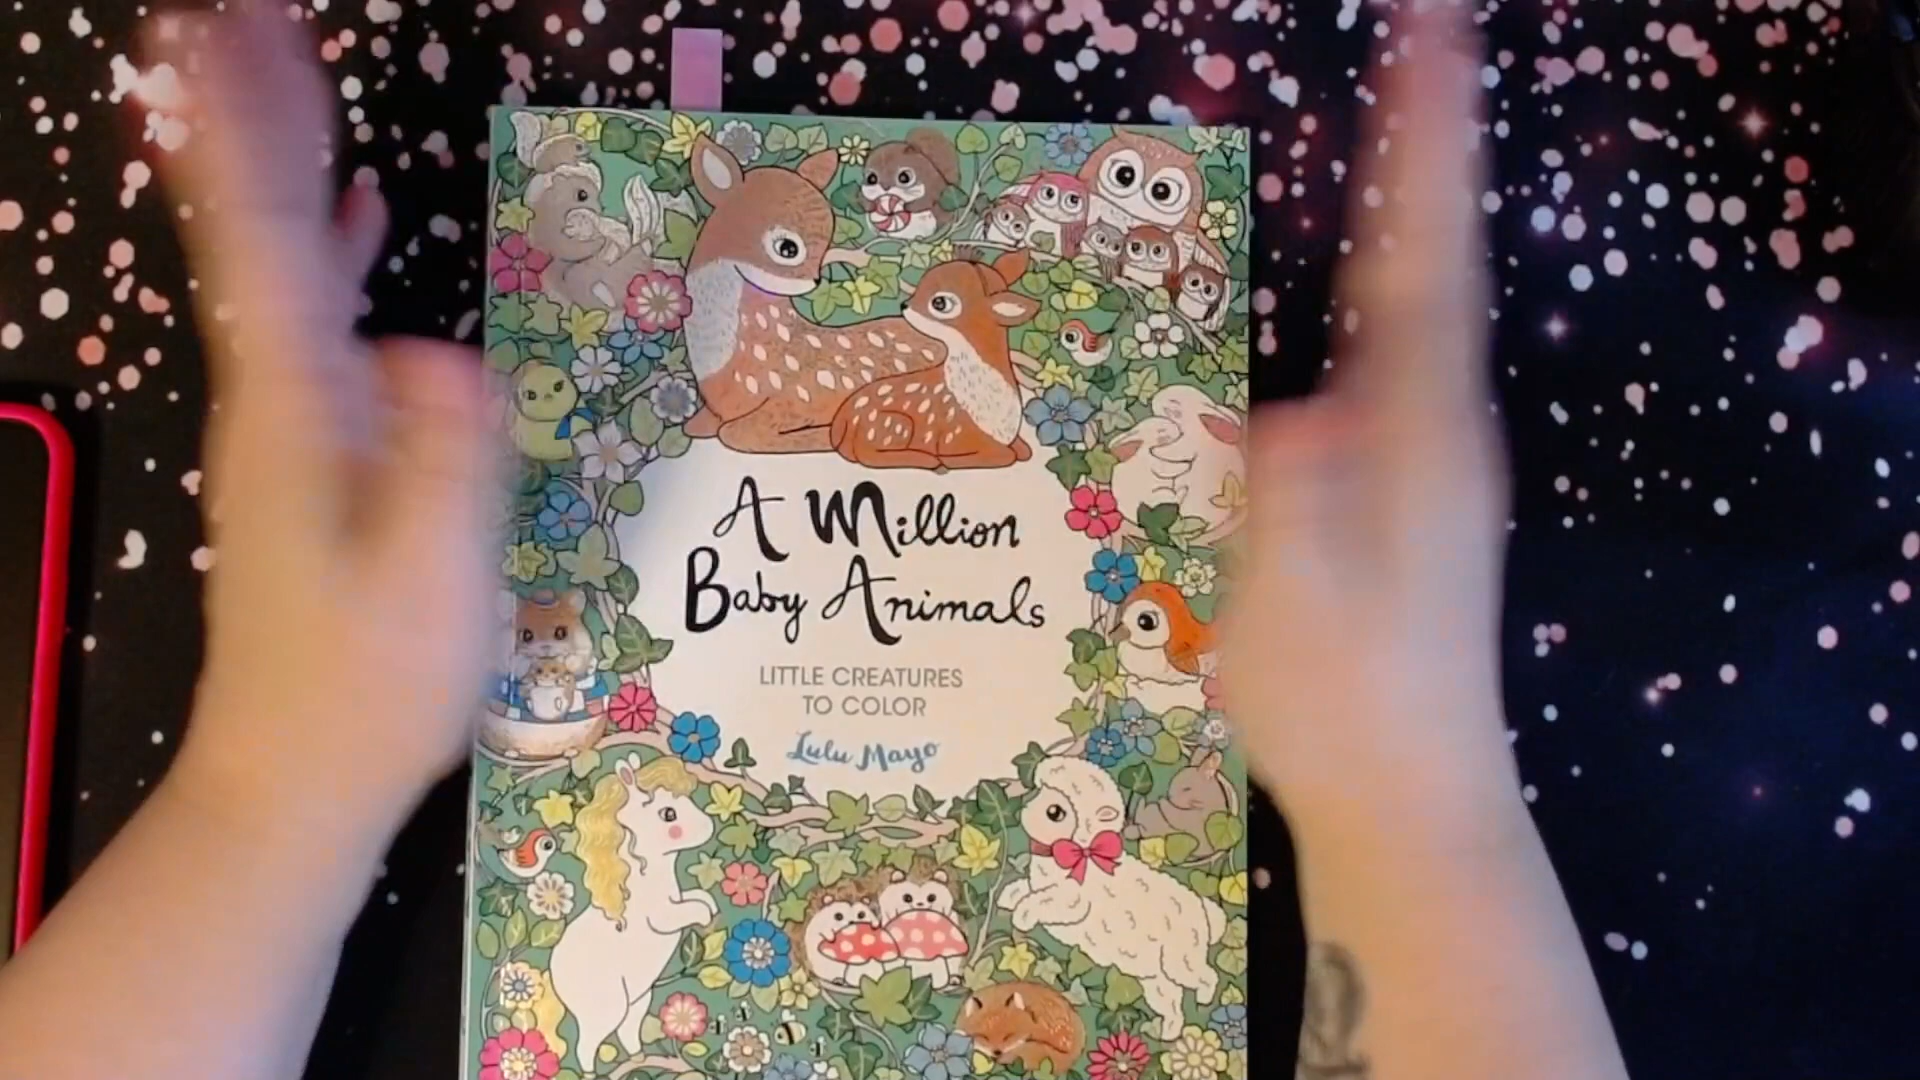 A Million
Baby Animals
LITTLE CREATURES
TO COLOR
Lulu Mayo